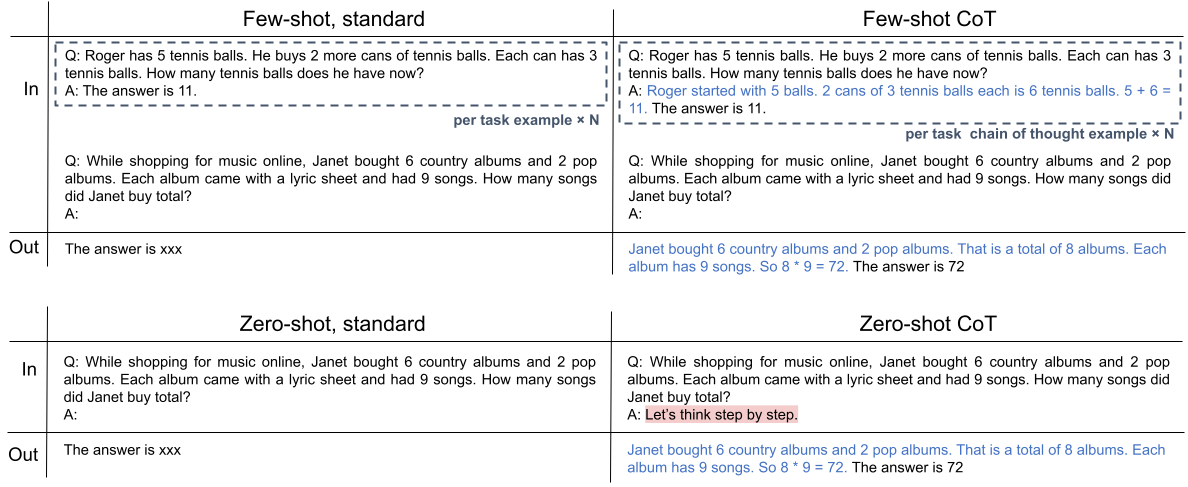 Few-shot, standard
Few-shot CoT
In
Q: Roger has 5 tennis balls. He buys 2 more cans of tennis balls. Each can has 3
tennis balls. How many tennis balls does he have now?
A: The answer is 11.
per task example × N
Q: While shopping for music online, Janet bought 6 country albums and 2 pop
albums. Each album came with a lyric sheet and had 9 songs. How many songs
did Janet buy total?
A:
Q: Roger has 5 tennis balls. He buys 2 more cans of tennis balls. Each can has 3
tennis balls. How many tennis balls does he have now?
A: Roger started with 5 balls. 2 cans of 3 tennis balls each is 6 tennis balls. 5 + 6 =
11. The answer is 11.
per task chain of thought example × N
Q: While shopping for music online, Janet bought 6 country albums and 2 pop
albums. Each album came with a lyric sheet and had 9 songs. How many songs did
Janet buy total?
A:
Out
The answer is xxx
Janet bought 6 country albums and 2 pop albums. That is a total of 8 albums. Each
album has 9 songs. So 8 * 9 = 72. The answer is 72
Zero-shot, standard
Zero-shot CoT
In
Q: While shopping for music online, Janet bought 6 country albums and 2 pop
albums. Each album came with a lyric sheet and had 9 songs. How many songs
did Janet buy total?
A:
Q: While shopping for music online, Janet bought 6 country albums and 2 pop
albums. Each album came with a lyric sheet and had 9 songs. How many songs did
Janet buy total?
A: Let's think step by step.
Out
The answer is xxx
Janet bought 6 country albums and 2 pop albums. That is a total of 8 albums. Each
album has 9 songs. So 8 * 9 = 72. The answer is 72